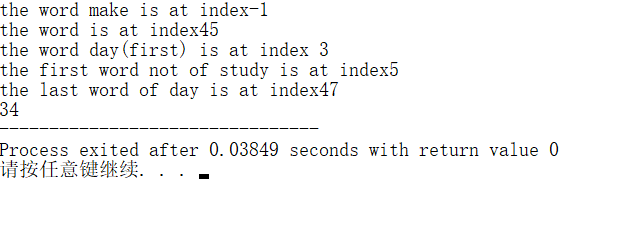 the word make is at index-1
the word is at index45
the word day(first) is at index 3
the first word not of study is at index5
the last word of day is at index47
34
--------------------------------
Process exited after 0.03849 seconds with return value 0
请按任意键继续. . .